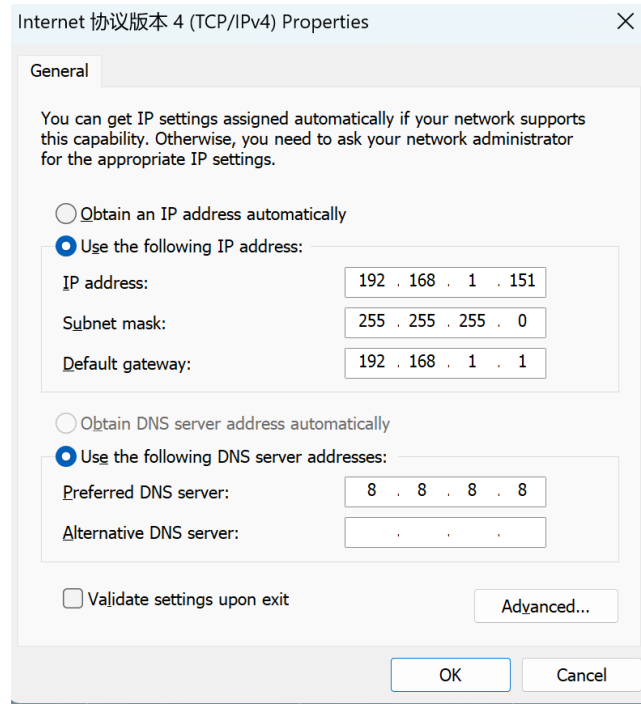 Internet 协议版本 4 (TCP/IPv4) Properties
General
You can get IP settings assigned automatically if your network supports
this capability. Otherwise, you need to ask your network administrator
for the appropriate IP settings.
Obtain an IP address automatically
Use the following IP address:
IP address: 192 . 168 . 1 . 151
Subnet mask: 255 . 255 . 255 . 0
Default gateway: 192 . 168 . 1 . 1
Obtain DNS server address automatically
Use the following DNS server addresses:
Preferred DNS server: 8 . 8 . 8 . 8
Alternative DNS server: . . .
Validate settings upon exit
Advanced...
OK Cancel